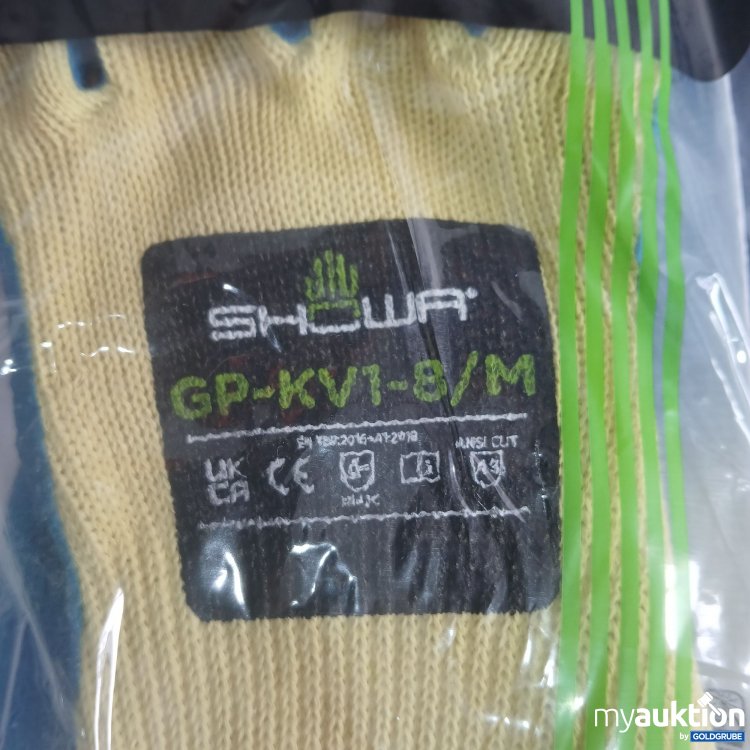 SHOWA®
GP-KV1-8/M
EN 388:2016+A1:2018
ANSI CUT
UK
CA
CE
A3
myauktion
by GOLDGRUBE